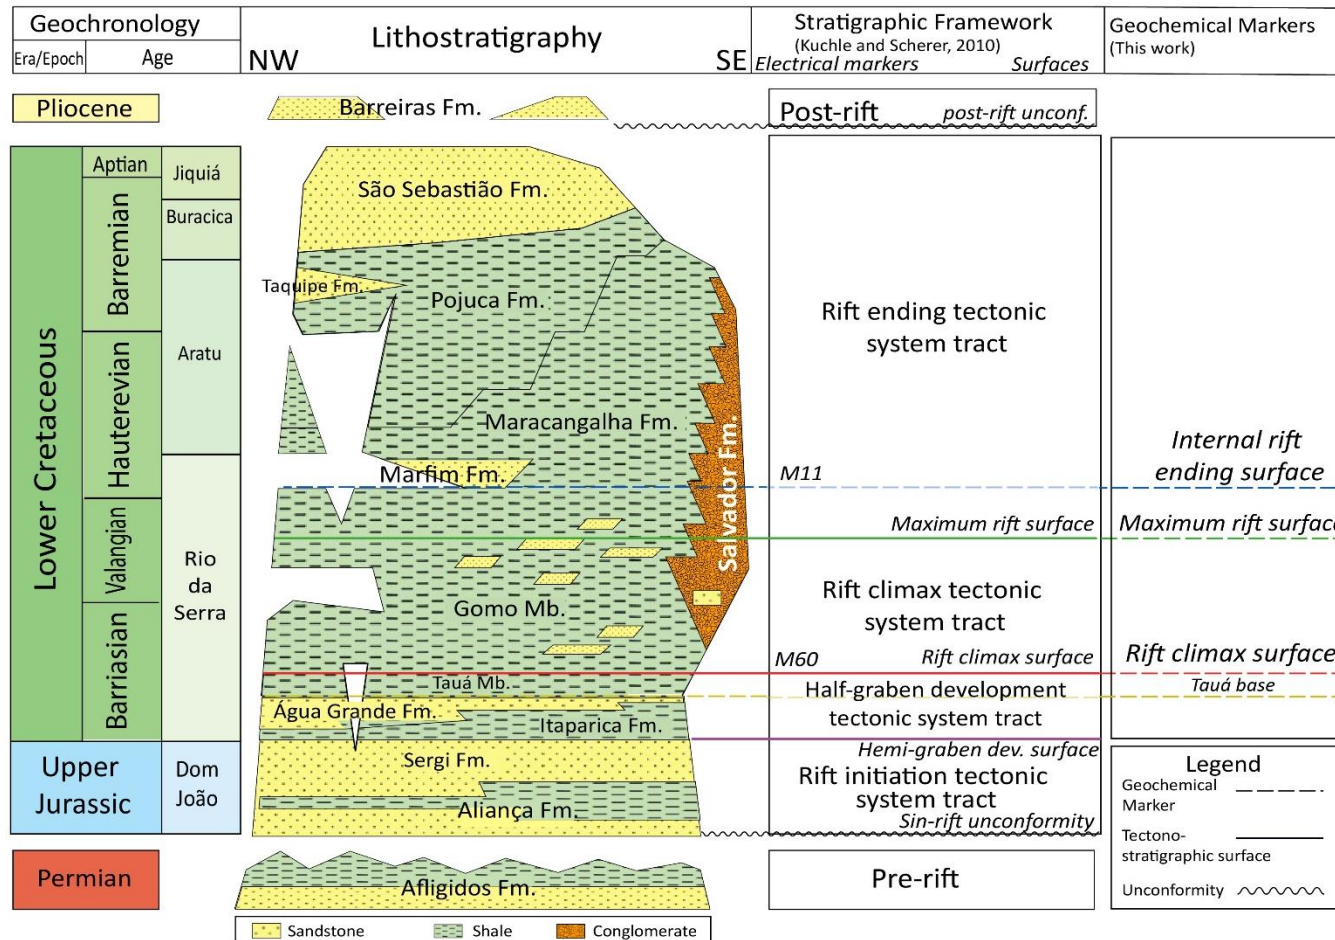 Geochronology
Era/Epoch
Age
Lithostratigraphy
NW
SE
Stratigraphic Framework
(Kuchle and Scherer, 2010)
Electrical markers
Surfaces
Geochemical Markers
(This work)
Pliocene
Barreiras Fm.
Post-rift
post-rift unconf.
Lower Cretaceous
Aptian
Barremian
Hauterevian
Valangian
Barriasian
Jiquiá
Buracica
Aratu
Rio
da
Serra
São Sebastião Fm.
Taquipe Fm.
Pojuca Fm.
Maracangalha Fm.
Marfim Fm.
Salvador Fm.
Gomo Mb.
Tauá Mb.
Água Grande Fm.
Itaparica Fm.
Rift ending tectonic
system tract
M11
Maximum rift surface
Rift climax tectonic
system tract
M60
Rift climax surface
Half-graben development
tectonic system tract
Hemi-graben dev. surface
Internal rift
ending surface
Maximum rift surface
Rift climax surface
Tauá base
Upper
Jurassic
Dom
João
Sergi Fm.
Aliança Fm.
Rift initiation tectonic
system tract
Sin-rift unconformity
Legend
Geochemical
Marker
Tectono-
stratigraphic surface
Unconformity
Permian
Afligidos Fm.
Pre-rift
Sandstone
Shale
Conglomerate